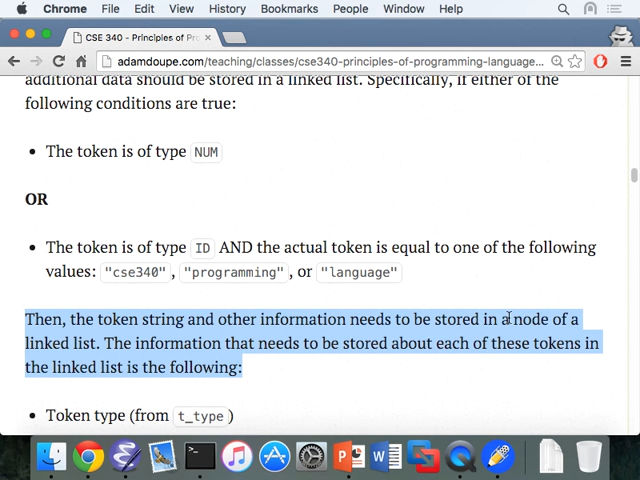 Chrome File Edit View History Bookmarks People Window Help
CSE 340 - Principles of Pro
adamdoupe.com/teaching/classes/cse340-principles-of-programming-language...
additional data should be stored in a linked list. Specifically, if either of the
following conditions are true:
The token is of type NUM
OR
The token is of type ID AND the actual token is equal to one of the following
values: "cse340", "programming", or "language"
Then, the token string and other information needs to be stored in a node of a
linked list. The information that needs to be stored about each of these tokens in
the linked list is the following:
Token type (from t_type)